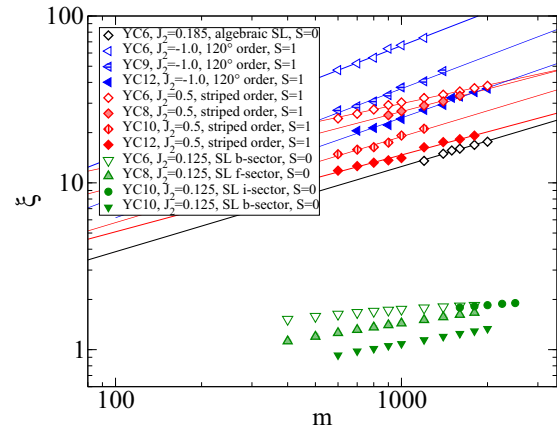 100
10
1
ξ
YC6, J2=0.185, algebraic SL, S=0
YC6, J2=-1.0, 120° order, S=1
YC9, J2=-1.0, 120° order, S=1
YC12, J2=-1.0, 120° order, S=1
YC6, J2=0.5, striped order, S=1
YC8, J2=0.5, striped order, S=1
YC10, J2=0.5, striped order, S=1
YC12, J2=0.5, striped order, S=1
YC6, J2=0.125, SL b-sector, S=0
YC8, J2=0.125, SL f-sector, S=0
YC10, J2=0.125, SL i-sector, S=0
YC10, J2=0.125, SL b-sector, S=0
100
1000
m